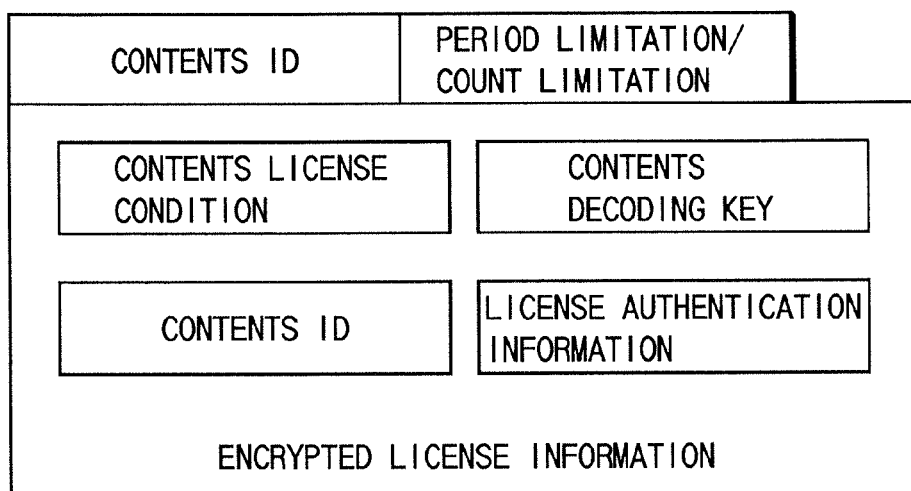 CONTENTS ID
PERIOD LIMITATION/
COUNT LIMITATION
CONTENTS LICENSE
CONDITION
CONTENTS
DECODING KEY
CONTENTS ID
LICENSE AUTHENTICATION
INFORMATION
ENCRYPTED LICENSE INFORMATION